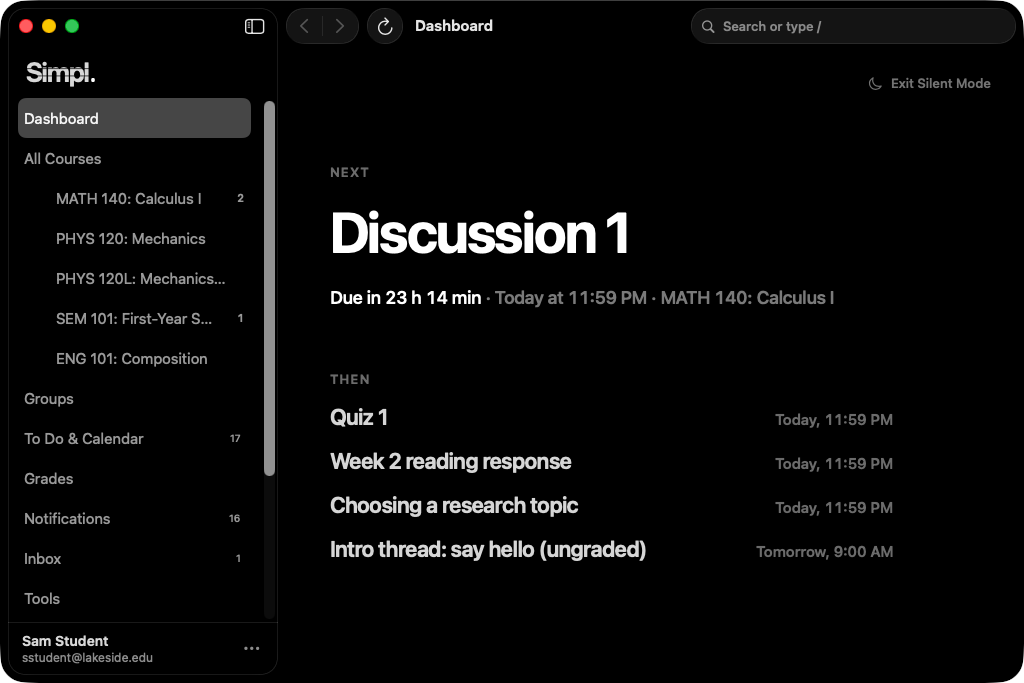 Dashboard
Search or type /
Simpl.
Exit Silent Mode
Dashboard
All Courses
MATH 140: Calculus I 2
PHYS 120: Mechanics
PHYS 120L: Mechanics...
SEM 101: First-Year S... 1
ENG 101: Composition
Groups
To Do & Calendar 17
Grades
Notifications 16
Inbox 1
Tools
Sam Student
sstudent@lakeside.edu
NEXT
Discussion 1
Due in 23 h 14 min · Today at 11:59 PM · MATH 140: Calculus I
THEN
Quiz 1 Today, 11:59 PM
Week 2 reading response Today, 11:59 PM
Choosing a research topic Today, 11:59 PM
Intro thread: say hello (ungraded) Tomorrow, 9:00 AM